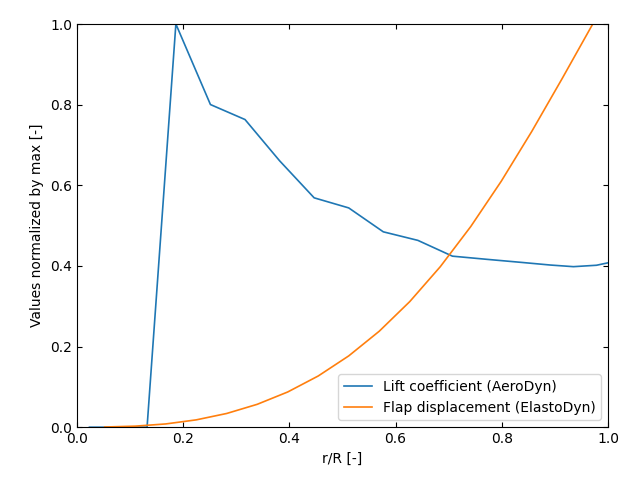 1.0
0.8
0.6
0.4
0.2
0.0
Values normalized by max [-]
Lift coefficient (AeroDyn)
Flap displacement (ElastoDyn)
0.0 0.2 0.4 0.6 0.8 1.0
r/R [-]